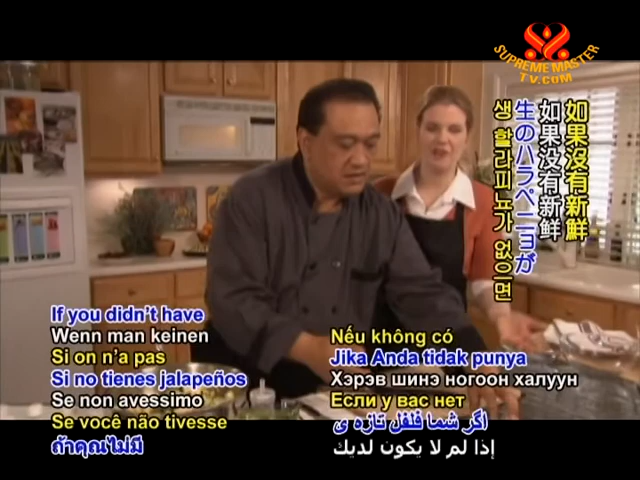 SUPREME MASTER
TV.COM
如果沒有新鮮
如果没有新鲜
生のハラペニョが
생 할라피뇨가 없으면
If you didn't have
Wenn man keinen
Si on n'a pas
Si no tienes jalapeños
Se non avessimo
Se você não tivesse
ถ้าคุณไม่มี
Nếu không có
Jika Anda tidak punya
Хэрэв шинэ ногоон халуун
Если у вас нет
اگر شما فلفل تازه ی
إذا لم لا يكون لديك